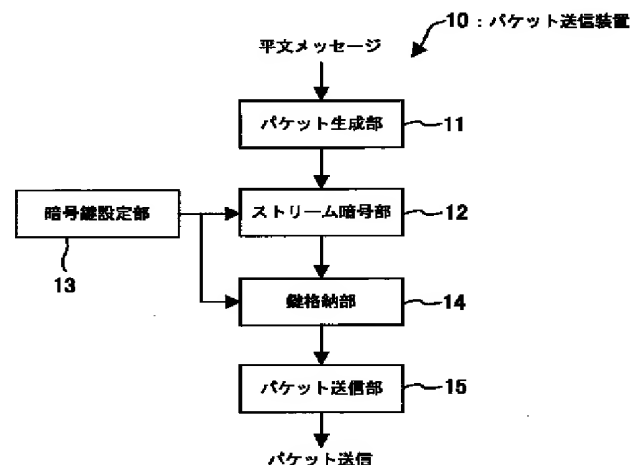 10：パケット送信装置
平文メッセージ
パケット生成部
11
暗号鍵設定部
13
ストリーム暗号部
12
鍵格納部
14
パケット送信部
15
パケット送信